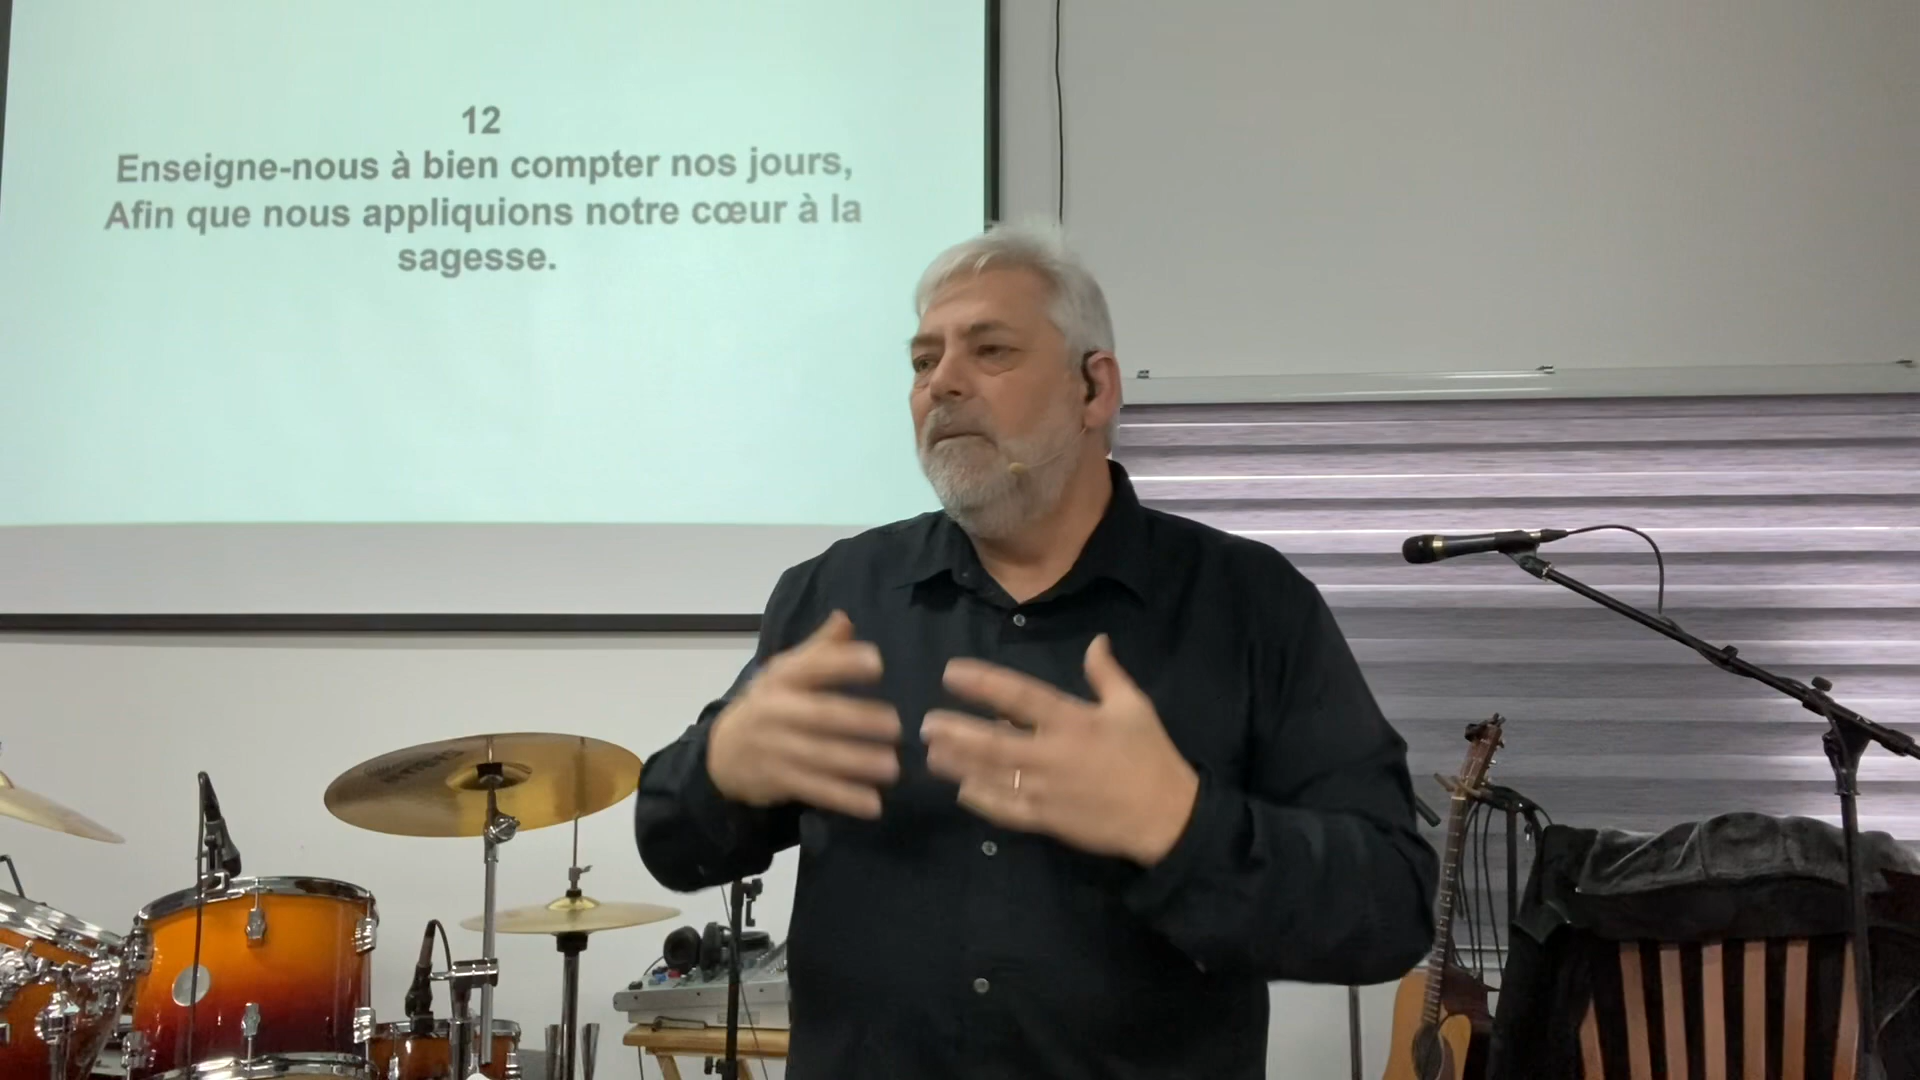 12
Enseigne-nous à bien compter nos jours,
Afin que nous appliquions notre cœur à la
sagesse.